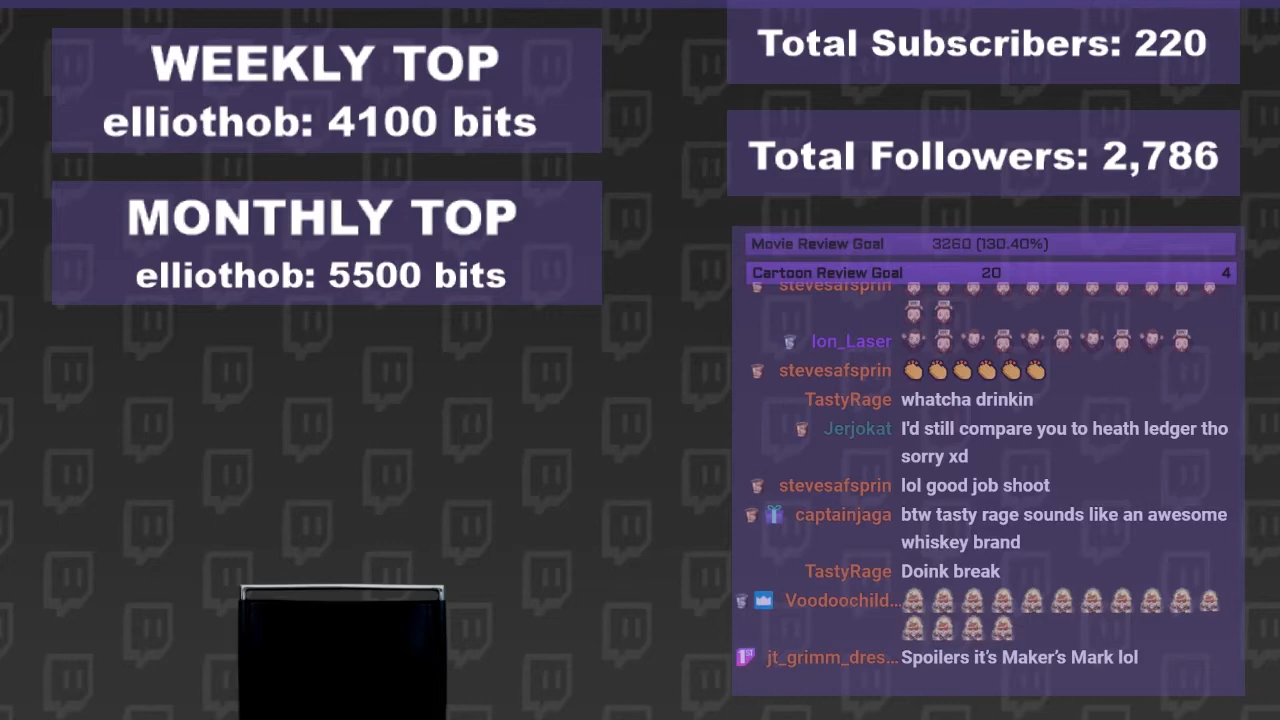 WEEKLY TOP
elliothob: 4100 bits
MONTHLY TOP
elliothob: 5500 bits
Total Subscribers: 220
Total Followers: 2,786
Movie Review Goal 3260 (130.40%)
Cartoon Review Goal 20 4
stevesafsprin
Ion_Laser
stevesafsprin
TastyRage whatcha drinkin
Jerjokat I'd still compare you to heath ledger tho
sorry xd
stevesafsprin lol good job shoot
captainjaga btw tasty rage sounds like an awesome
whiskey brand
TastyRage Doink break
Voodoochild...
jt_grimm_dres... Spoilers it's Maker's Mark lol